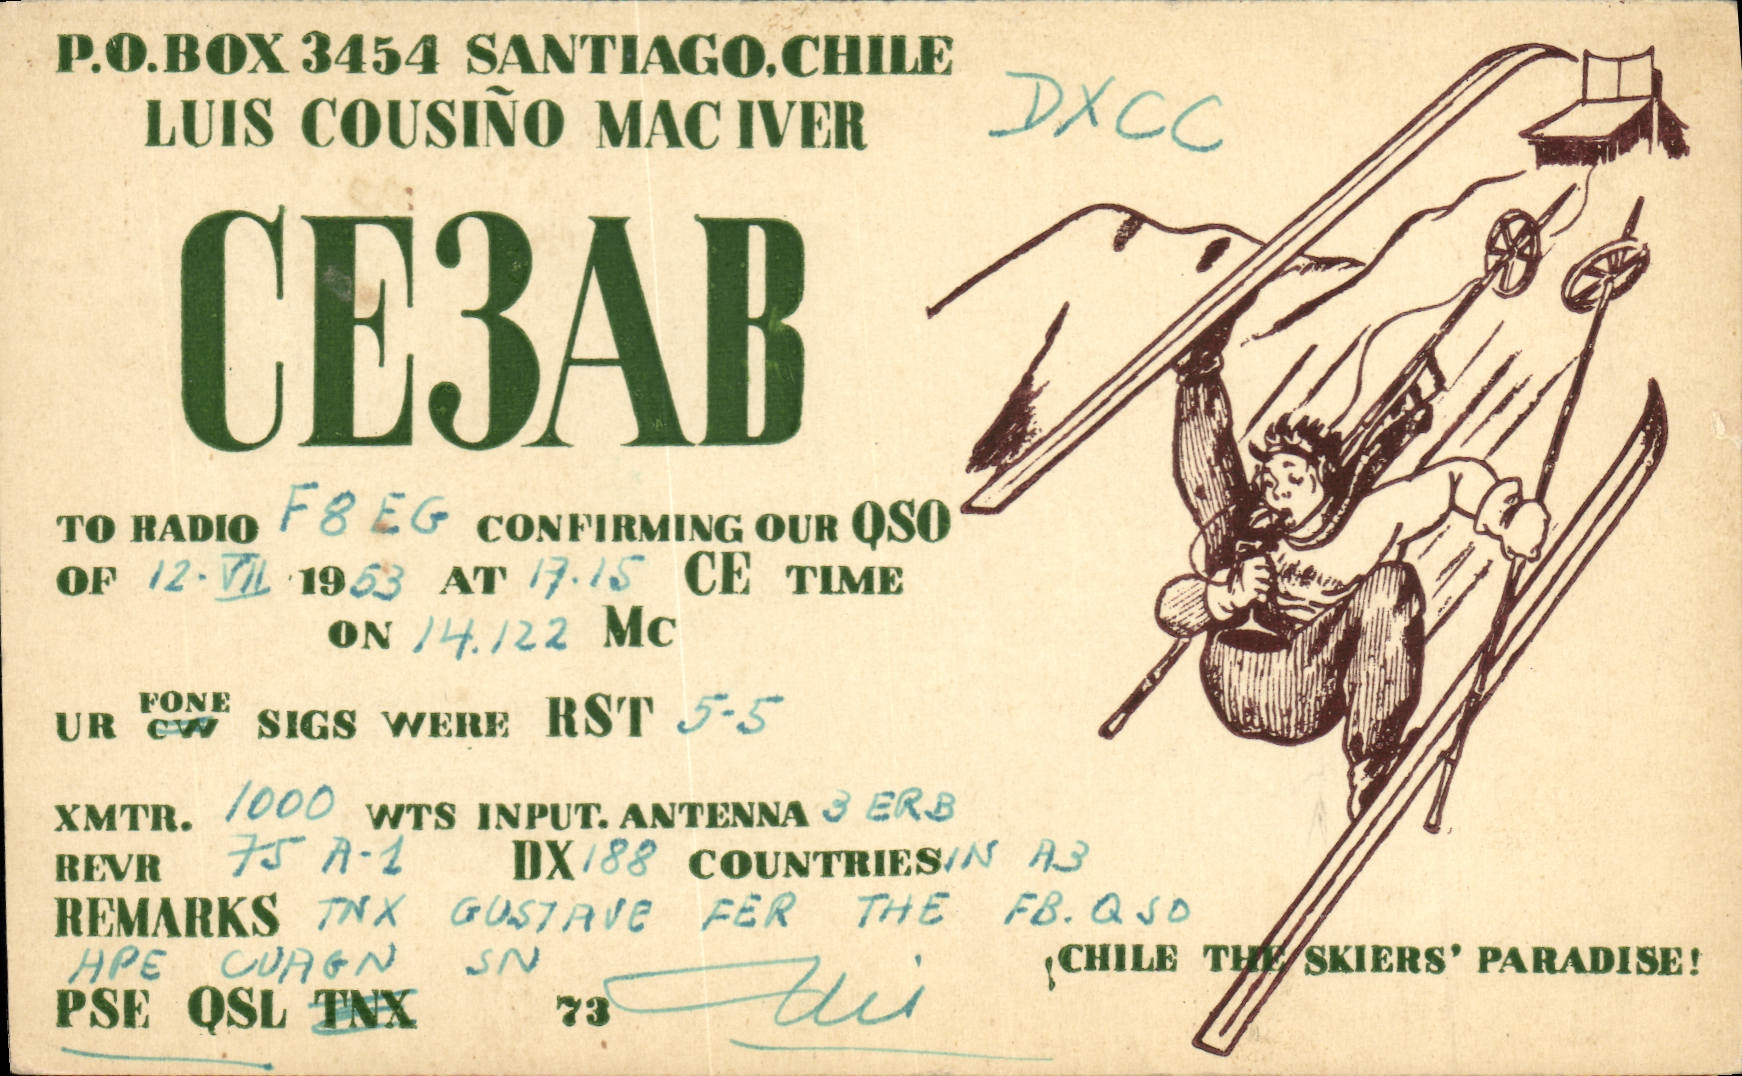 P.O.BOX 3454 SANTIAGO, CHILE
LUIS COUSIÑO MAC IVER
DXCC
CE3AB
TO RADIO F8EG CONFIRMING OUR QSO
OF 12-VII 1953 AT 17.15 CE TIME
ON 14.122 Mc
UR FONE CW SIGS WERE RST 5-5
XMTR. 1000 WTS INPUT. ANTENNA 3 ERB
REVR 75 A-1 DX 188 COUNTRIES IN A3
REMARKS TNX GUSTAVE FER THE FB. QSO
HPE CUAGN SN
¡CHILE THE SKIERS' PARADISE!
PSE QSL TNX 73